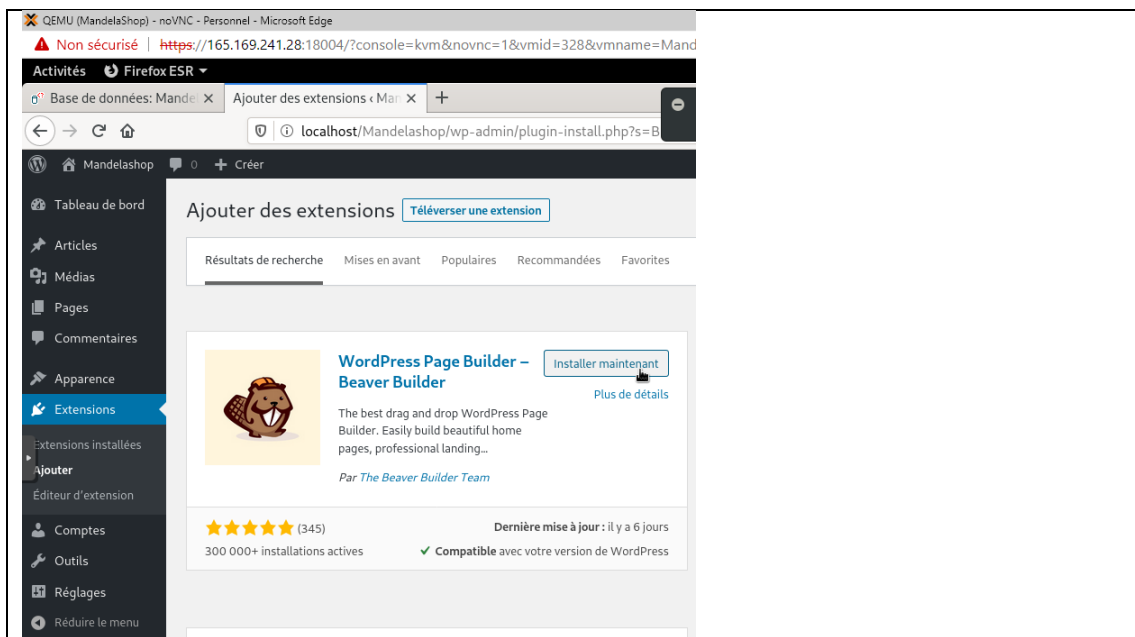 QEMU (MandelaShop) - noVNC - Personnel - Microsoft Edge
Non sécurisé | https://165.169.241.28:18004/?console=kvm&novnc=1&vmid=328&vmname=Mand
Activités Firefox ESR
Base de données: Mandel Ajouter des extensions ‹ Man
localhost/Mandelashop/wp-admin/plugin-install.php?s=B
Mandelashop 0 + Créer
Tableau de bord
Articles
Médias
Pages
Commentaires
Apparence
Extensions
Extensions installées
Ajouter
Éditeur d'extension
Comptes
Outils
Réglages
Réduire le menu
Ajouter des extensions Téléverser une extension
Résultats de recherche Mises en avant Populaires Recommandées Favorites
WordPress Page Builder –
Beaver Builder
Installer maintenant
Plus de détails
The best drag and drop WordPress Page
Builder. Easily build beautiful home
pages, professional landing…
Par The Beaver Builder Team
(345)
Dernière mise à jour : il y a 6 jours
300 000+ installations actives
Compatible avec votre version de WordPress